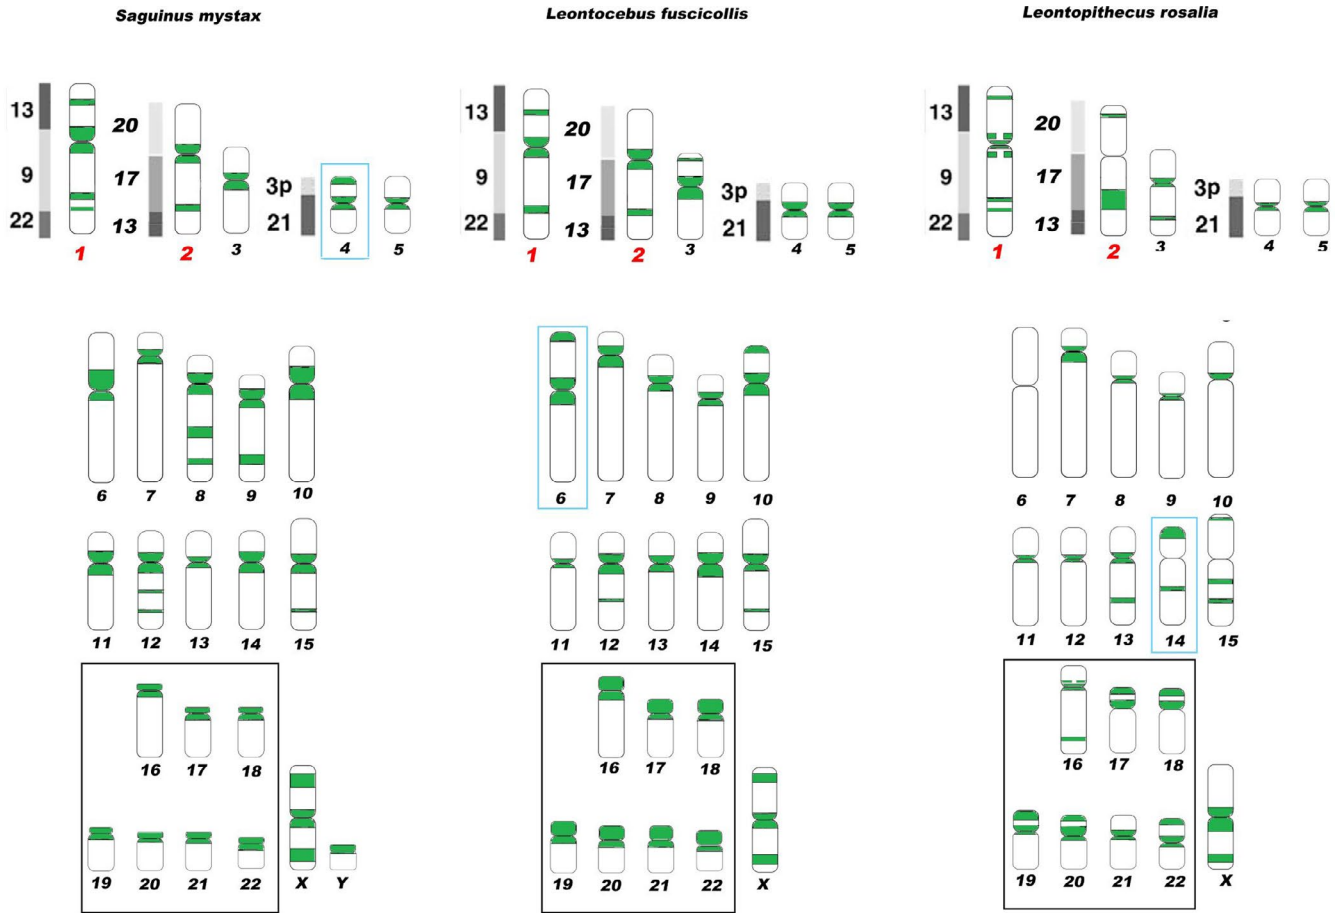 Saguinus mystax
Leontocebus fuscicollis
Leontopithecus rosalia
13
9
22
20
17
13
3p
21
1
2
3
4
5
13
9
22
20
17
13
3p
21
1
2
3
4
5
13
9
22
20
17
13
3p
21
1
2
3
4
5
6 7 8 9 10
6 7 8 9 10
6 7 8 9 10
11 12 13 14 15
11 12 13 14 15
11 12 13 14 15
16 17 18
16 17 18
16 17 18
19 20 21 22 X Y
19 20 21 22 X
19 20 21 22 X